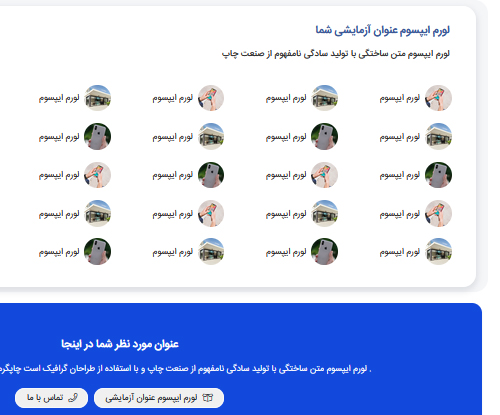 لورم ایپسوم عنوان آزمایشی شما
لورم ایپسوم متن ساختگی با تولید سادگی نامفهوم از صنعت چاپ
لورم ایپسوم لورم ایپسوم لورم ایپسوم لورم ایپسوم
لورم ایپسوم لورم ایپسوم لورم ایپسوم لورم ایپسوم
لورم ایپسوم لورم ایپسوم لورم ایپسوم لورم ایپسوم
لورم ایپسوم لورم ایپسوم لورم ایپسوم لورم ایپسوم
لورم ایپسوم لورم ایپسوم لورم ایپسوم لورم ایپسوم
عنوان مورد نظر شما در اینجا
. لورم ایپسوم متن ساختگی با تولید سادگی نامفهوم از صنعت چاپ و با استفاده از طراحان گرافیک است
لورم ایپسوم عنوان آزمایشی تماس با ما